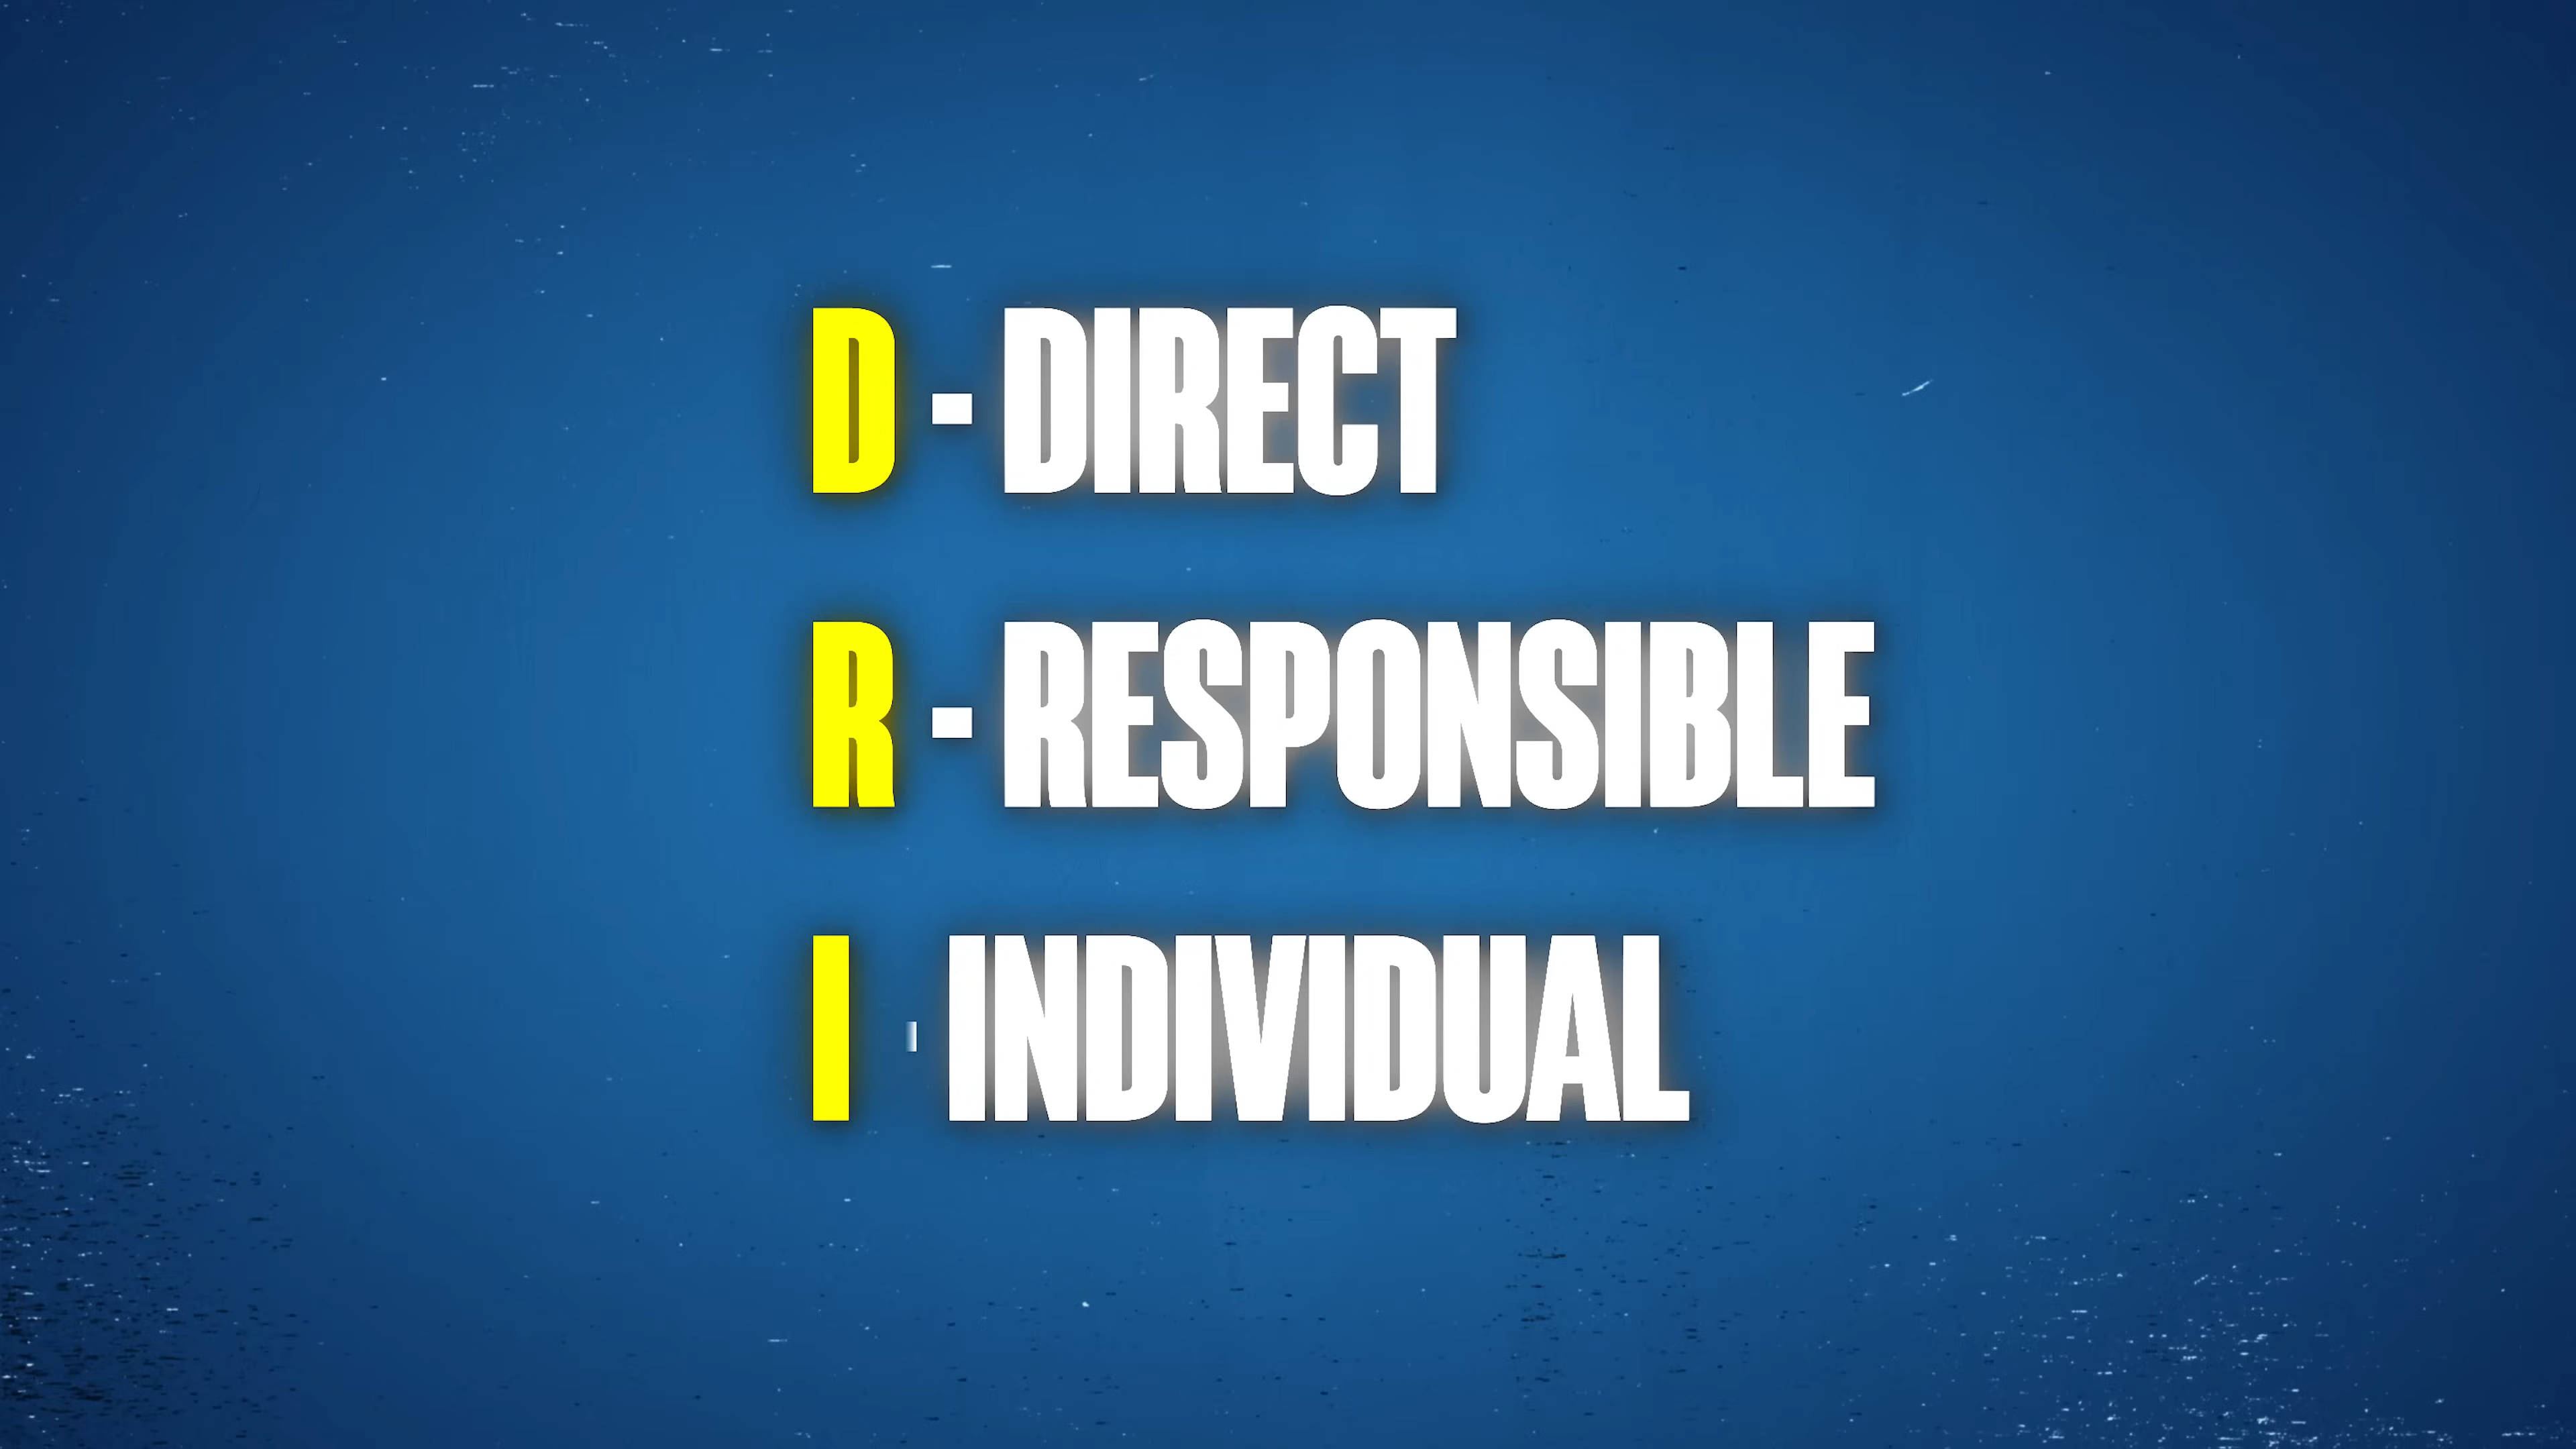 D - DIRECT
R - RESPONSIBLE
I - INDIVIDUAL